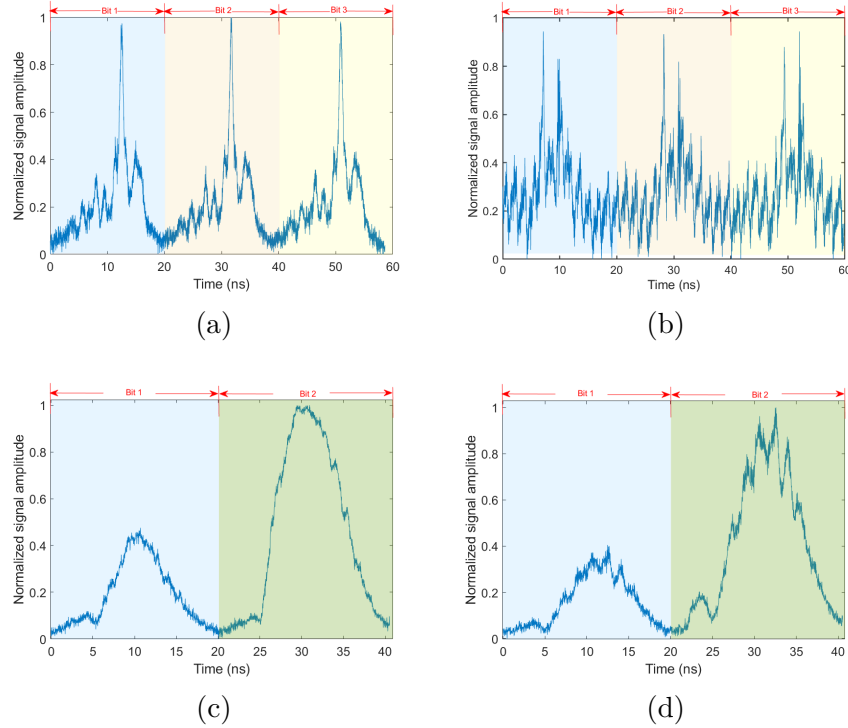 Bit 1 Bit 2 Bit 3
Normalized signal amplitude
1
0.8
0.6
0.4
0.2
0
0 10 20 30 40 50 60
Time (ns)
(a)
Bit 1 Bit 2 Bit 3
Normalized signal amplitude
1
0.8
0.6
0.4
0.2
0
0 10 20 30 40 50 60
Time (ns)
(b)
Bit 1 Bit 2
Normalized signal amplitude
1
0.8
0.6
0.4
0.2
0
0 5 10 15 20 25 30 35 40
Time (ns)
(c)
Bit 1 Bit 2
Normalized signal amplitude
1
0.8
0.6
0.4
0.2
0
0 5 10 15 20 25 30 35 40
Time (ns)
(d)